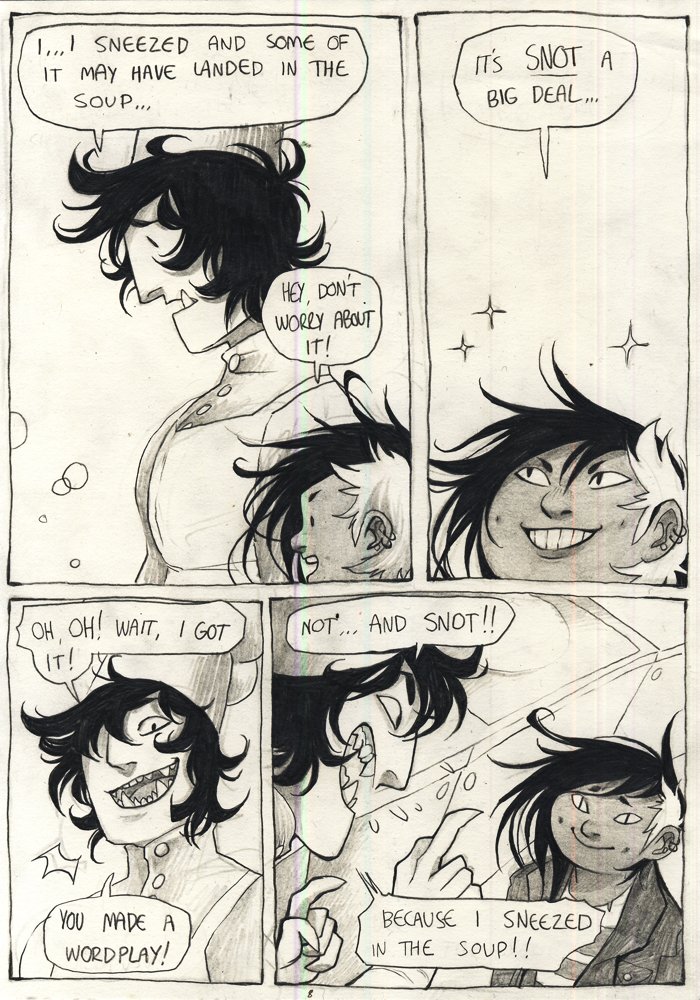 I... I SNEEZED AND SOME OF
IT MAY HAVE LANDED IN THE
SOUP...
HEY, DON'T
WORRY ABOUT
IT!
IT'S SNOT A
BIG DEAL...
OH, OH! WAIT, I GOT
IT!
YOU MADE A
WORDPLAY!
'NOT'... AND SNOT!!
BECAUSE I SNEEZED
IN THE SOUP!!
8